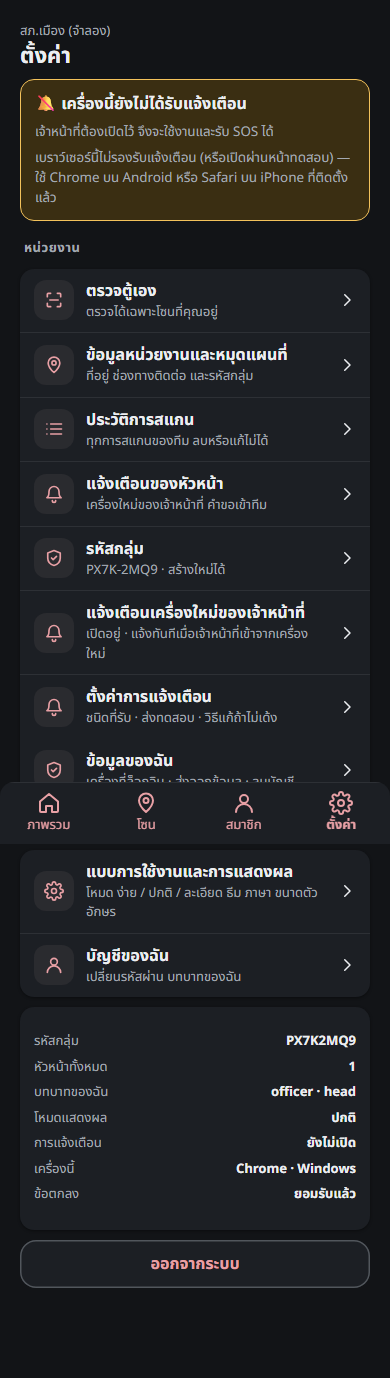 สภ.เมือง (จำลอง)
ตั้งค่า
เครื่องนี้ยังไม่ได้รับแจ้งเตือน
เจ้าหน้าที่ต้องเปิดไว้ จึงจะใช้งานและรับ SOS ได้
เบราว์เซอร์นี้ไม่รองรับแจ้งเตือน (หรือเปิดผ่านหน้าทดสอบ) —
ใช้ Chrome บน Android หรือ Safari บน iPhone ที่ติดตั้ง
แล้ว
หน่วยงาน
ตรวจตู้เอง
ตรวจได้เฉพาะโซนที่คุณอยู่
ข้อมูลหน่วยงานและหมุดแผนที่
ที่อยู่ ช่องทางติดต่อ และรหัสกลุ่ม
ประวัติการสแกน
ทุกการสแกนของทีม ลบหรือแก้ไม่ได้
แจ้งเตือนของหัวหน้า
เครื่องใหม่ของเจ้าหน้าที่ คำขอเข้าทีม
รหัสกลุ่ม
PX7K-2MQ9 · สร้างใหม่ได้
แจ้งเตือนเครื่องใหม่ของเจ้าหน้าที่
เปิดอยู่ · แจ้งทันทีเมื่อเจ้าหน้าที่เข้าจากเครื่อง
ใหม่
ตั้งค่าการแจ้งเตือน
ชนิดที่รับ · ส่งทดสอบ · วิธีแก้ถ้าไม่เด้ง
ข้อมูลของฉัน
เครื่องที่ล็อกอิน · ส่งออกข้อมูล · ลบบัญชี
ภาพรวม
โซน
สมาชิก
ตั้งค่า
แบบการใช้งานและการแสดงผล
โหมด ง่าย / ปกติ / ละเอียด ธีม ภาษา ขนาดตัว
อักษร
บัญชีของฉัน
เปลี่ยนรหัสผ่าน บทบาทของฉัน
รหัสกลุ่ม PX7K2MQ9
หัวหน้าทั้งหมด 1
บทบาทของฉัน officer · head
โหมดแสดงผล ปกติ
การแจ้งเตือน ยังไม่เปิด
เครื่องนี้ Chrome · Windows
ข้อตกลง ยอมรับแล้ว
ออกจากระบบ